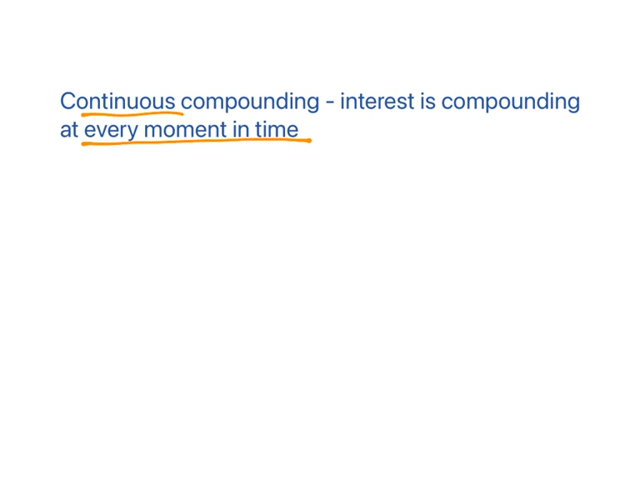 Continuous compounding - interest is compounding
at every moment in time